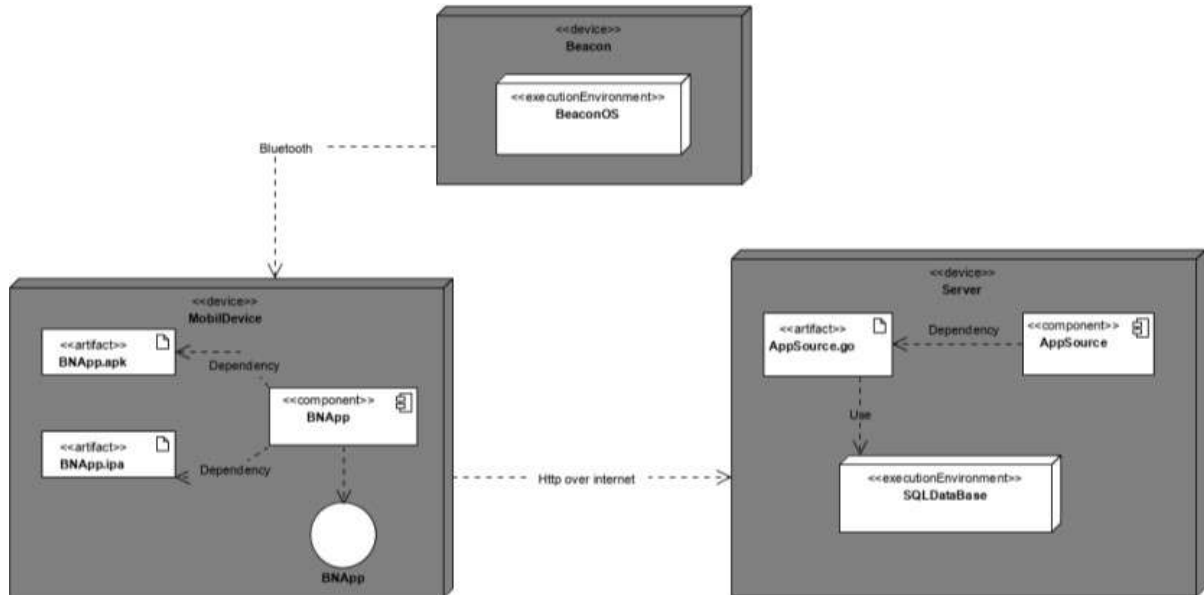 <<device>>
Beacon
<<executionEnvironment>>
BeaconOS
Bluetooth
<<device>>
MobilDevice
<<artifact>>
BNApp.apk
Dependency
<<component>>
BNApp
<<artifact>>
BNApp.ipa
Dependency
BNApp
Http over internet
<<device>>
Server
<<artifact>>
AppSource.go
Dependency
<<component>>
AppSource
Use
<<executionEnvironment>>
SQLDataBase